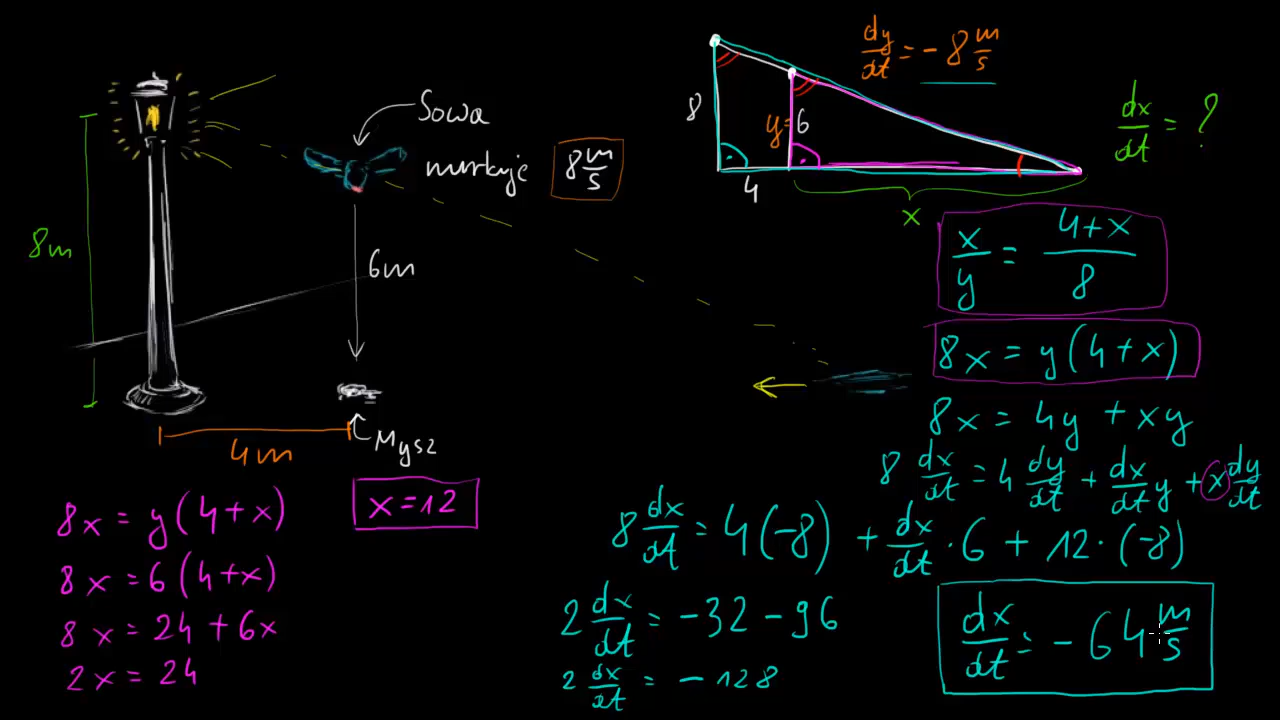 Sowa
nurkuje 8 m/s
8m
6m
Mysz
4m
8x = y(4+x)
8x = 6(4+x)
8x = 24 + 6x
2x = 24
x = 12
8
y = 6
4
x
dy/dt = -8 m/s
dx/dt = ?
x/y = (4+x)/8
8x = y(4+x)
8x = 4y + xy
8 dx/dt = 4 dy/dt + dx/dt y + x dy/dt
8 dx/dt = 4(-8) + dx/dt · 6 + 12 · (-8)
2 dx/dt = -32 - 96
2 dx/dt = -128
dx/dt = -64 m/s